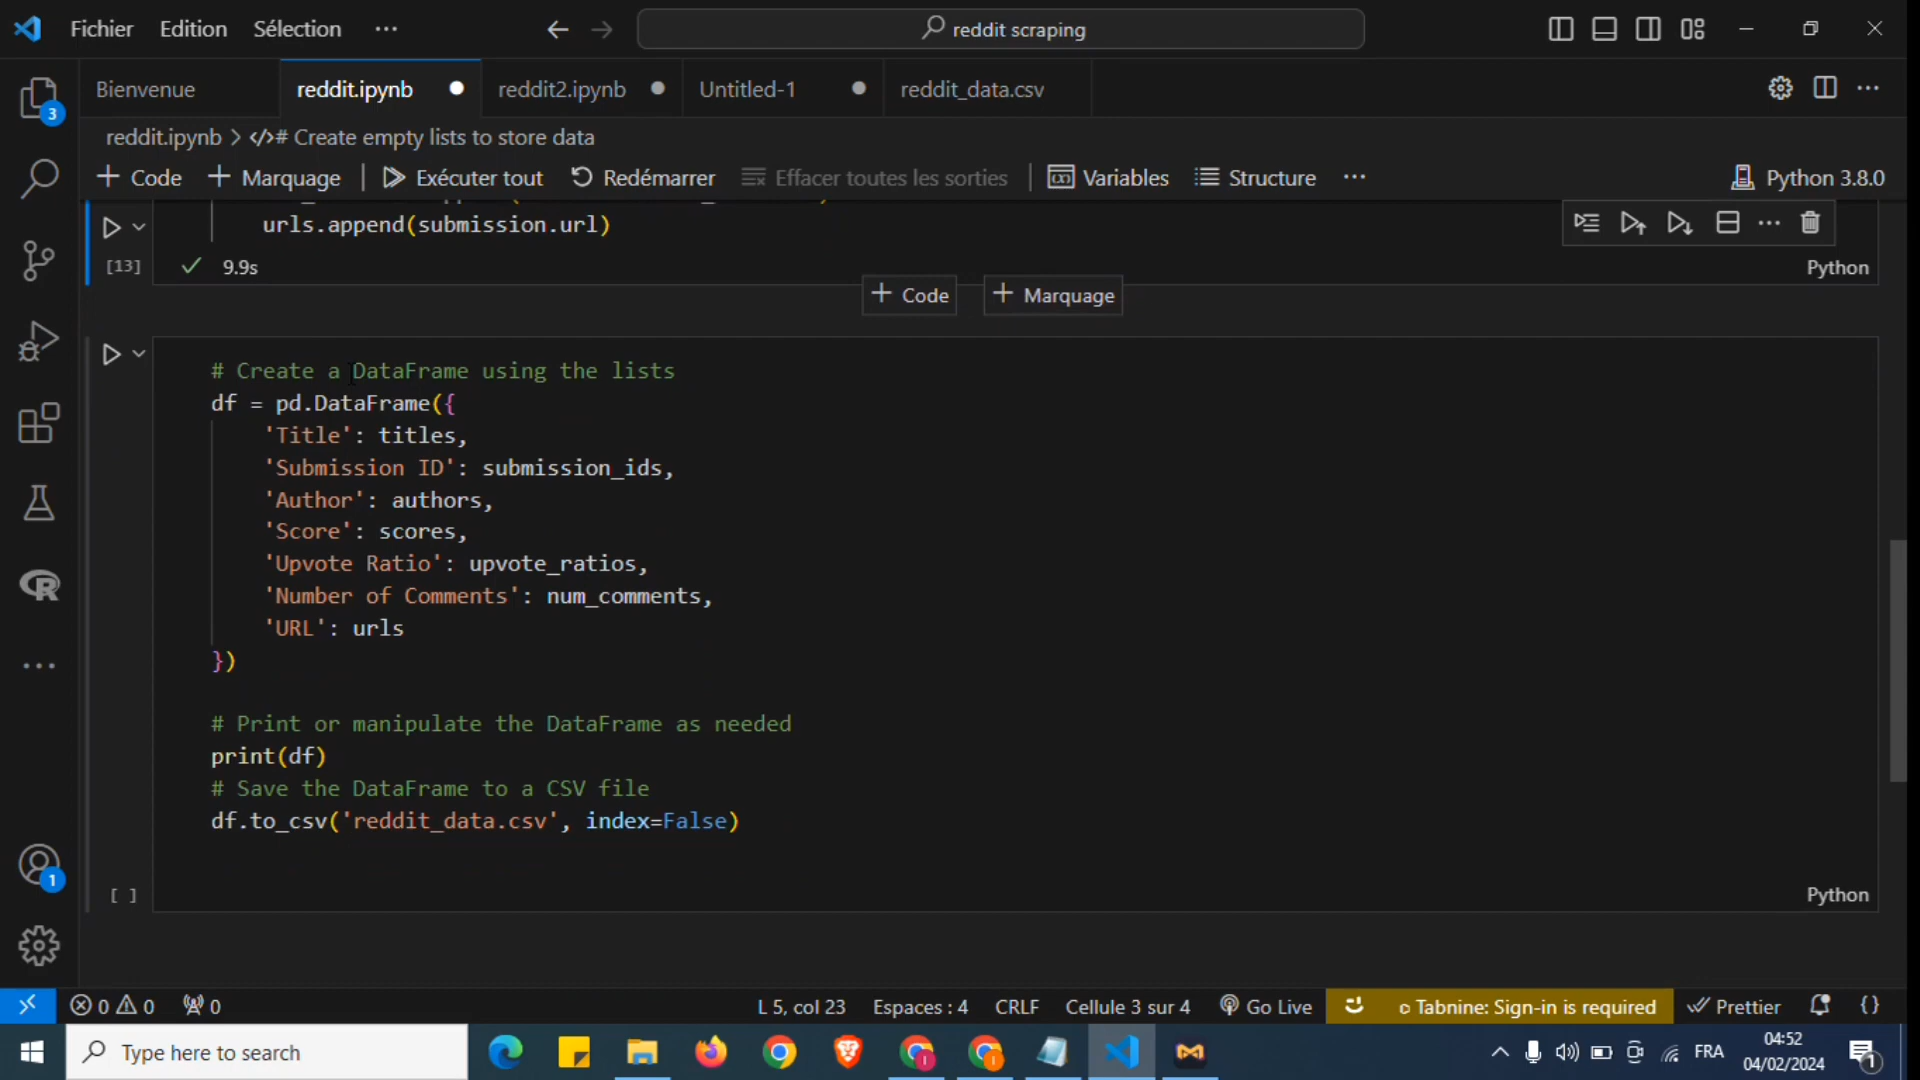 Fichier Edition Sélection ··· reddit scraping
Bienvenue reddit.ipynb reddit2.ipynb Untitled-1 reddit_data.csv
3
reddit.ipynb > # Create empty lists to store data
+ Code + Marquage Exécuter tout Redémarrer Effacer toutes les sorties Variables Structure ··· Python 3.8.0
urls.append(submission.url)
[13] ✓ 9.9s Python
+ Code + Marquage
# Create a DataFrame using the lists
df = pd.DataFrame({
'Title': titles,
'Submission ID': submission_ids,
'Author': authors,
'Score': scores,
'Upvote Ratio': upvote_ratios,
'Number of Comments': num_comments,
'URL': urls
})
# Print or manipulate the DataFrame as needed
print(df)
# Save the DataFrame to a CSV file
df.to_csv('reddit_data.csv', index=False)
1
[ ] Python
0 0 0 L 5, col 23 Espaces : 4 CRLF Cellule 3 sur 4 Go Live Tabnine: Sign-in is required Prettier {}
Type here to search FRA 04:52
04/02/2024 1